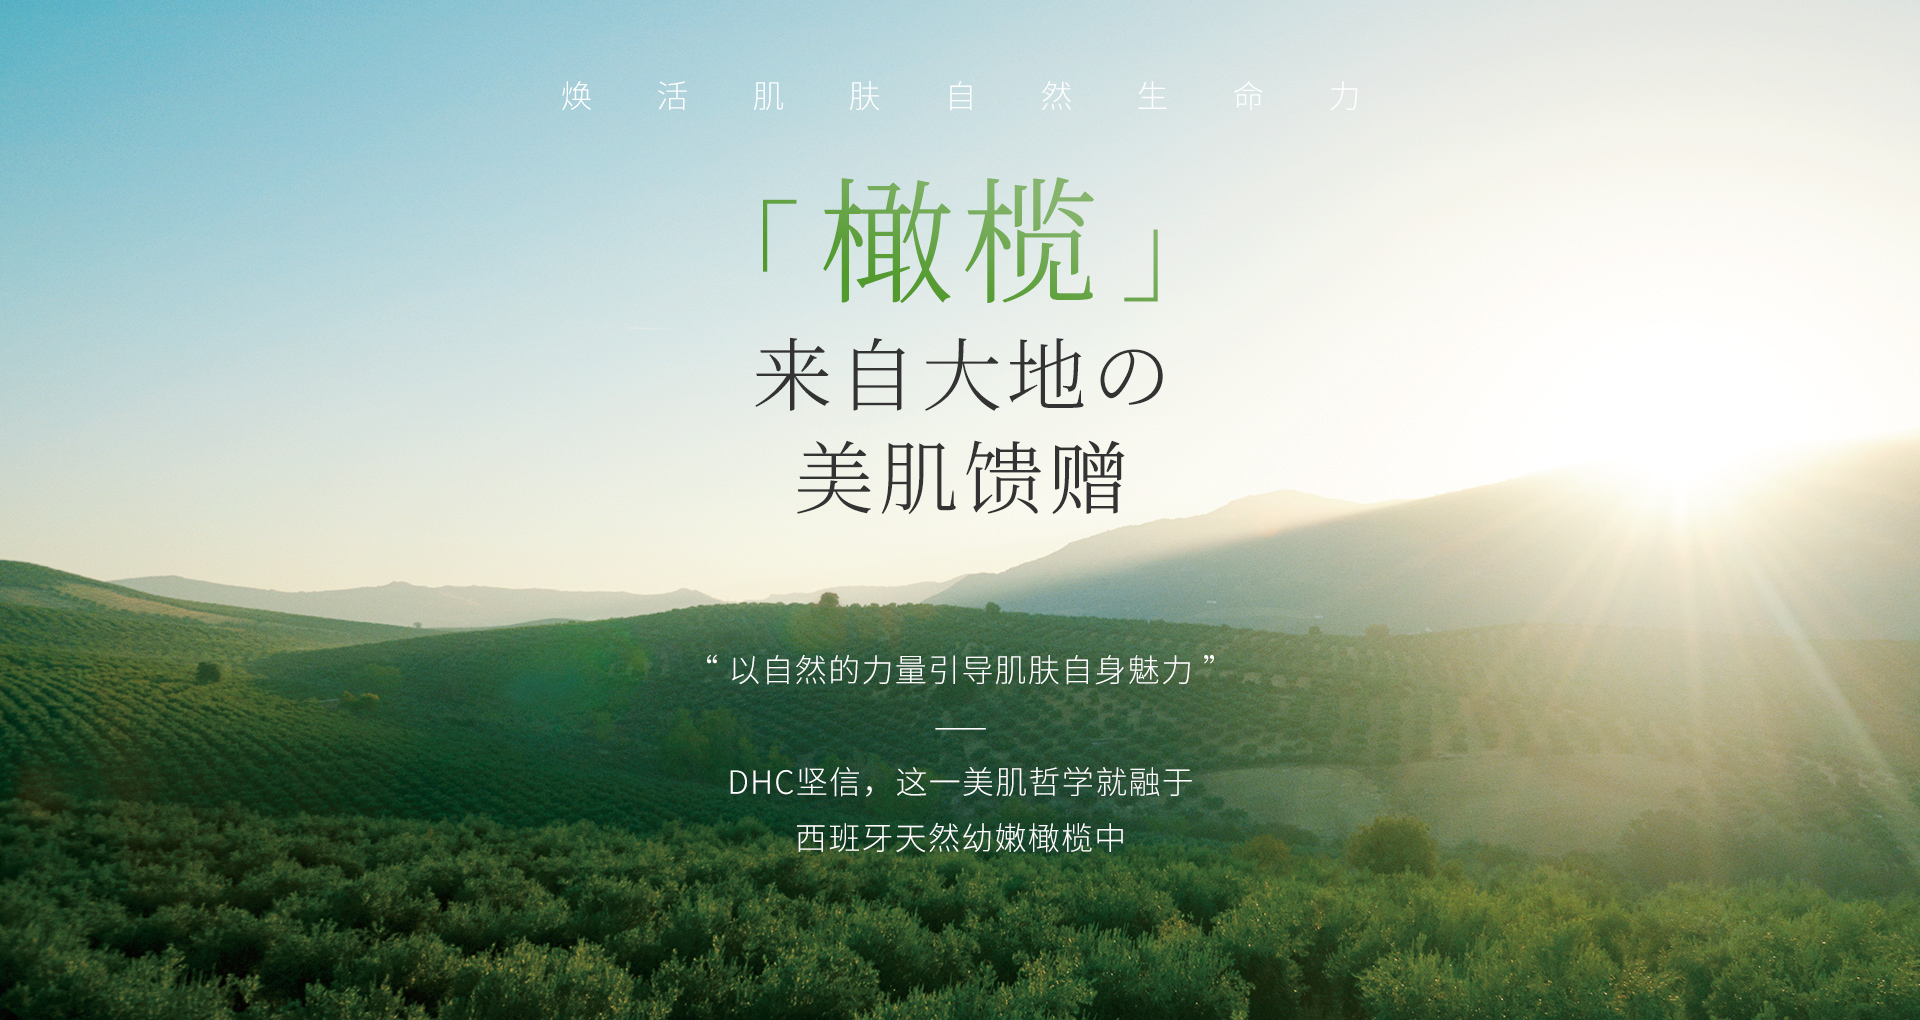 焕活肌肤自然生命力
「橄榄」
来自大地の
美肌馈赠
“以自然的力量引导肌肤自身魅力”
DHC坚信，这一美肌哲学就融于
西班牙天然幼嫩橄榄中